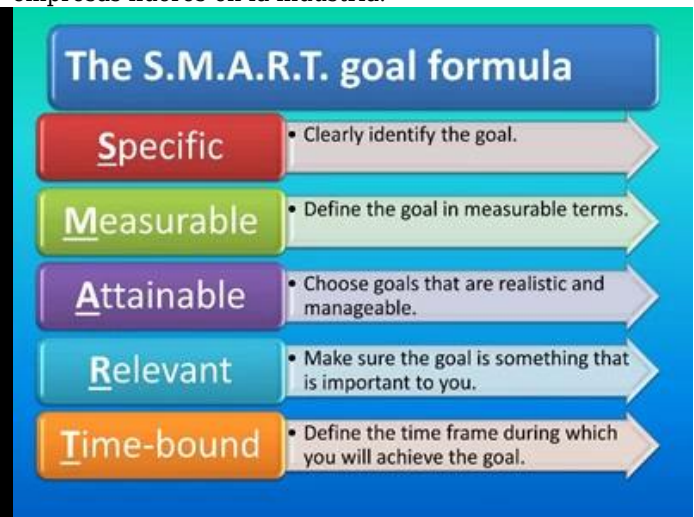 The S.M.A.R.T. goal formula
Specific
• Clearly identify the goal.
Measurable
• Define the goal in measurable terms.
Attainable
• Choose goals that are realistic and
manageable.
Relevant
• Make sure the goal is something that
is important to you.
Time-bound
• Define the time frame during which
you will achieve the goal.